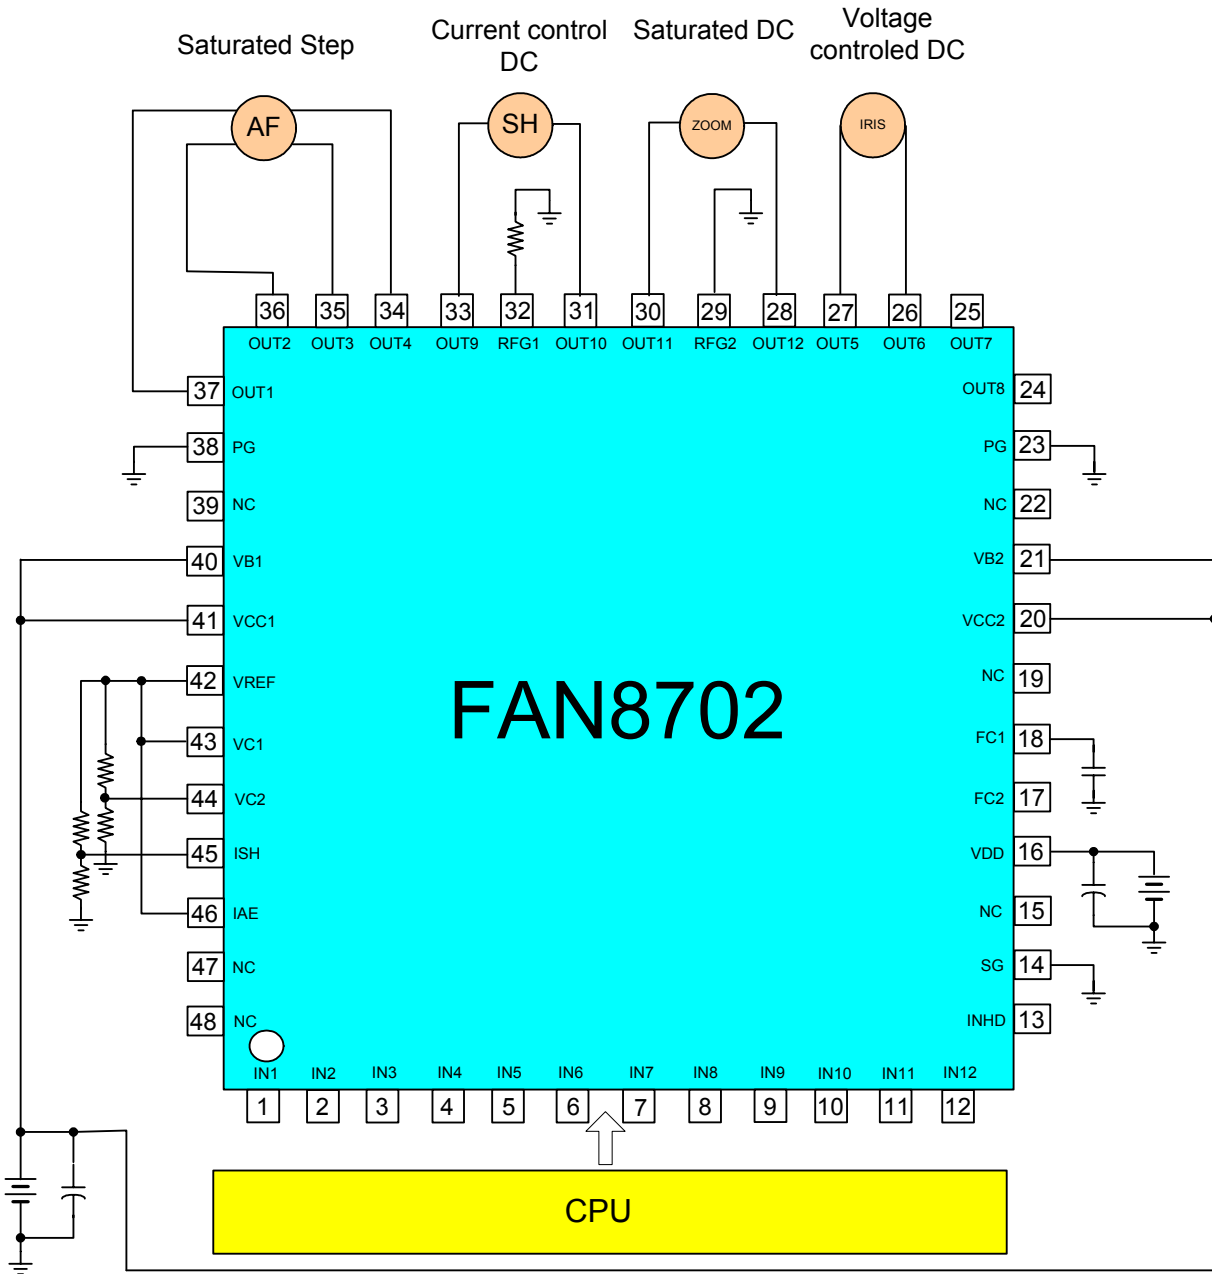 Saturated Step
Current control
DC
Saturated DC
Voltage
controled DC
AF
SH
ZOOM
IRIS
36 35 34 33 32 31 30 29 28 27 26 25
OUT2 OUT3 OUT4 OUT9 RFG1 OUT10 OUT11 RFG2 OUT12 OUT5 OUT6 OUT7
37 OUT1
38 PG
39 NC
40 VB1
41 VCC1
42 VREF
43 VC1
44 VC2
45 ISH
46 IAE
47 NC
48 NC
FAN8702
OUT8 24
PG 23
NC 22
VB2 21
VCC2 20
NC 19
FC1 18
FC2 17
VDD 16
NC 15
SG 14
INHD 13
IN1 IN2 IN3 IN4 IN5 IN6 IN7 IN8 IN9 IN10 IN11 IN12
1 2 3 4 5 6 7 8 9 10 11 12
CPU